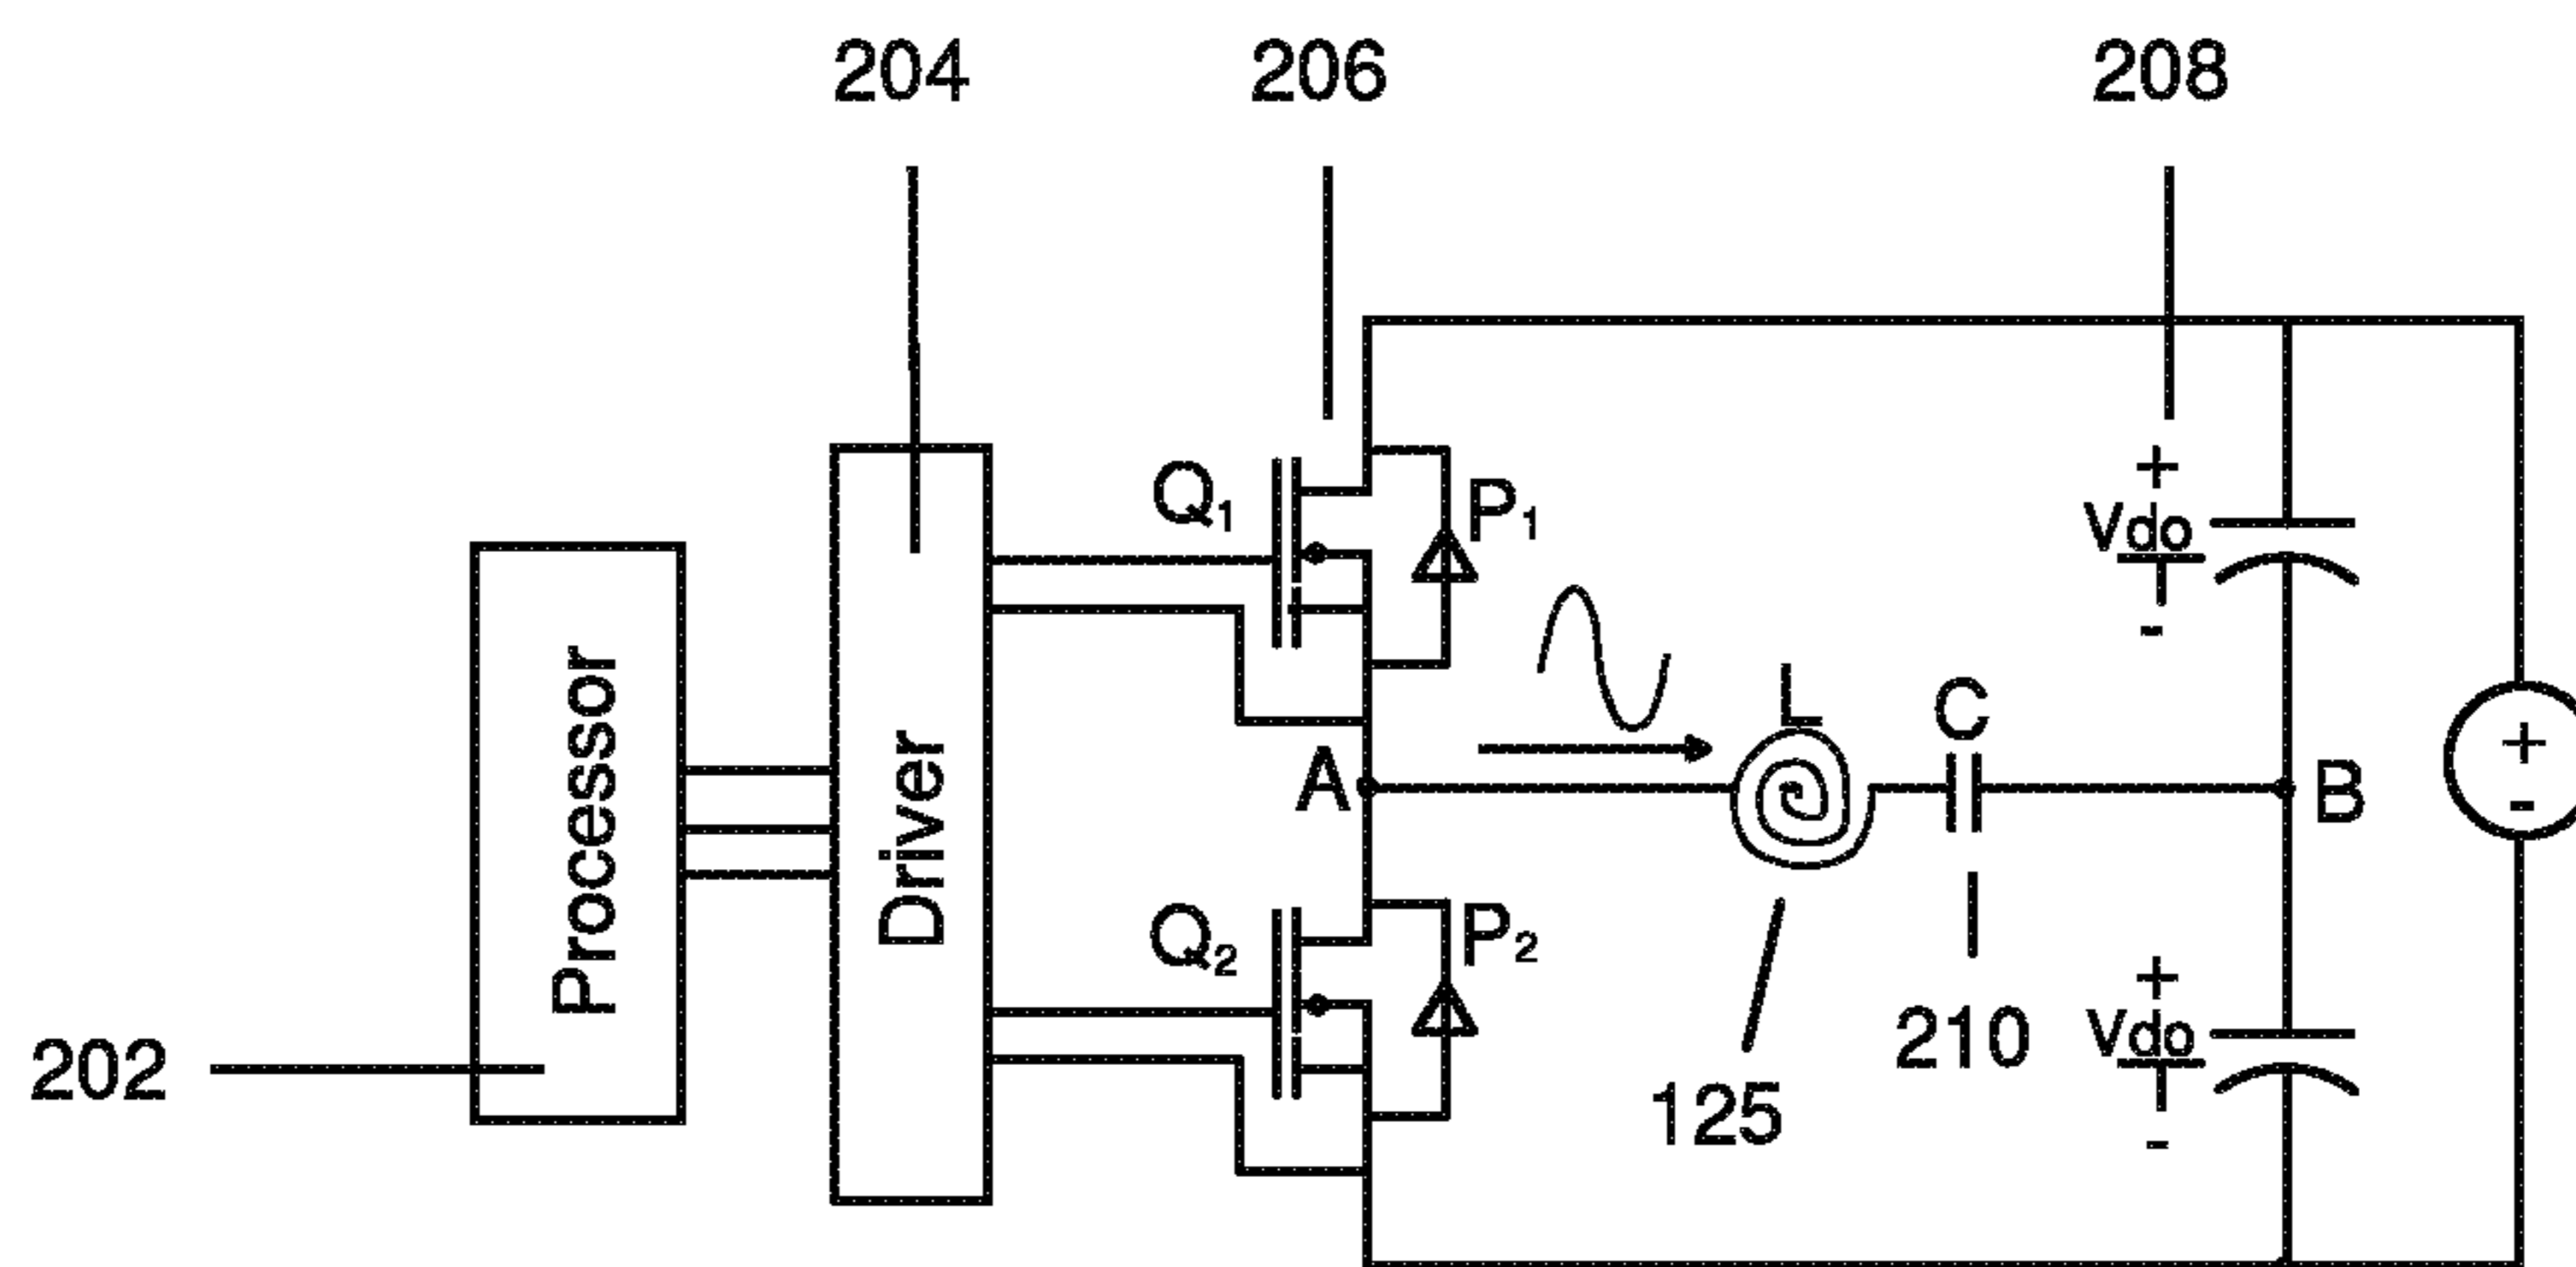 204
206
208
Q1
P1
+
Vdo
-
Processor
Driver
L
C
A
B
+
-
Q2
P2
+
Vdo
-
202
125
210